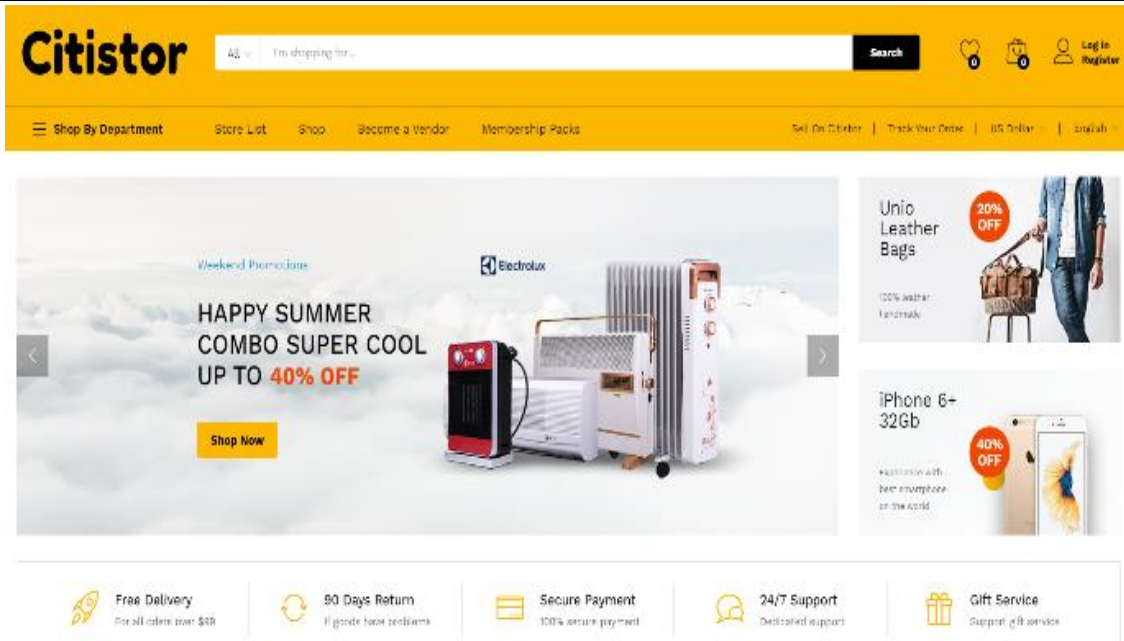 Citistor
All
I'm shopping for...
Search
0
0
Log in
Register
Shop By Department
Store List
Shop
Become a Vendor
Membership Packs
Sell On Citistor
Track Your Order
US Dollar
English
Weekend Promotions
Electrolux
HAPPY SUMMER
COMBO SUPER COOL
UP TO 40% OFF
Shop Now
Unio
Leather
Bags
20%
OFF
100% leather
handmade
iPhone 6+
32Gb
40%
OFF
Experience with
best smartphone
on the world
Free Delivery
For all oders over $99
90 Days Return
If goods have problems
Secure Payment
100% secure payment
24/7 Support
Dedicated support
Gift Service
Support gift service